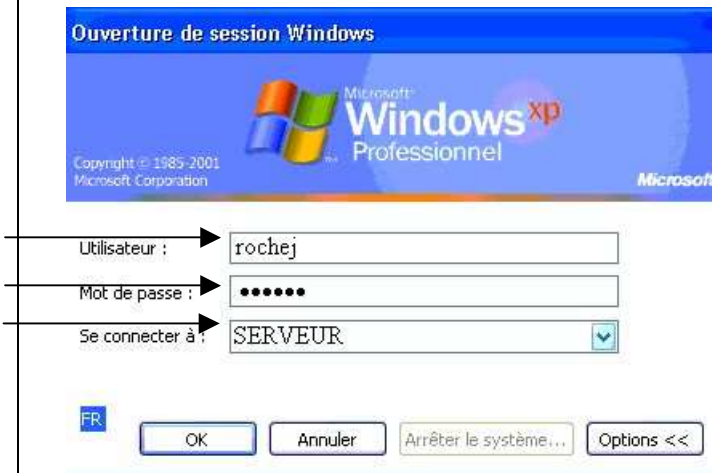 Ouverture de session Windows
Microsoft
Windows xp
Professionnel
Copyright © 1985-2001
Microsoft Corporation
Microsoft
Utilisateur :
rochej
Mot de passe :
••••••
Se connecter à :
SERVEUR
FR
OK Annuler Arrêter le système... Options <<